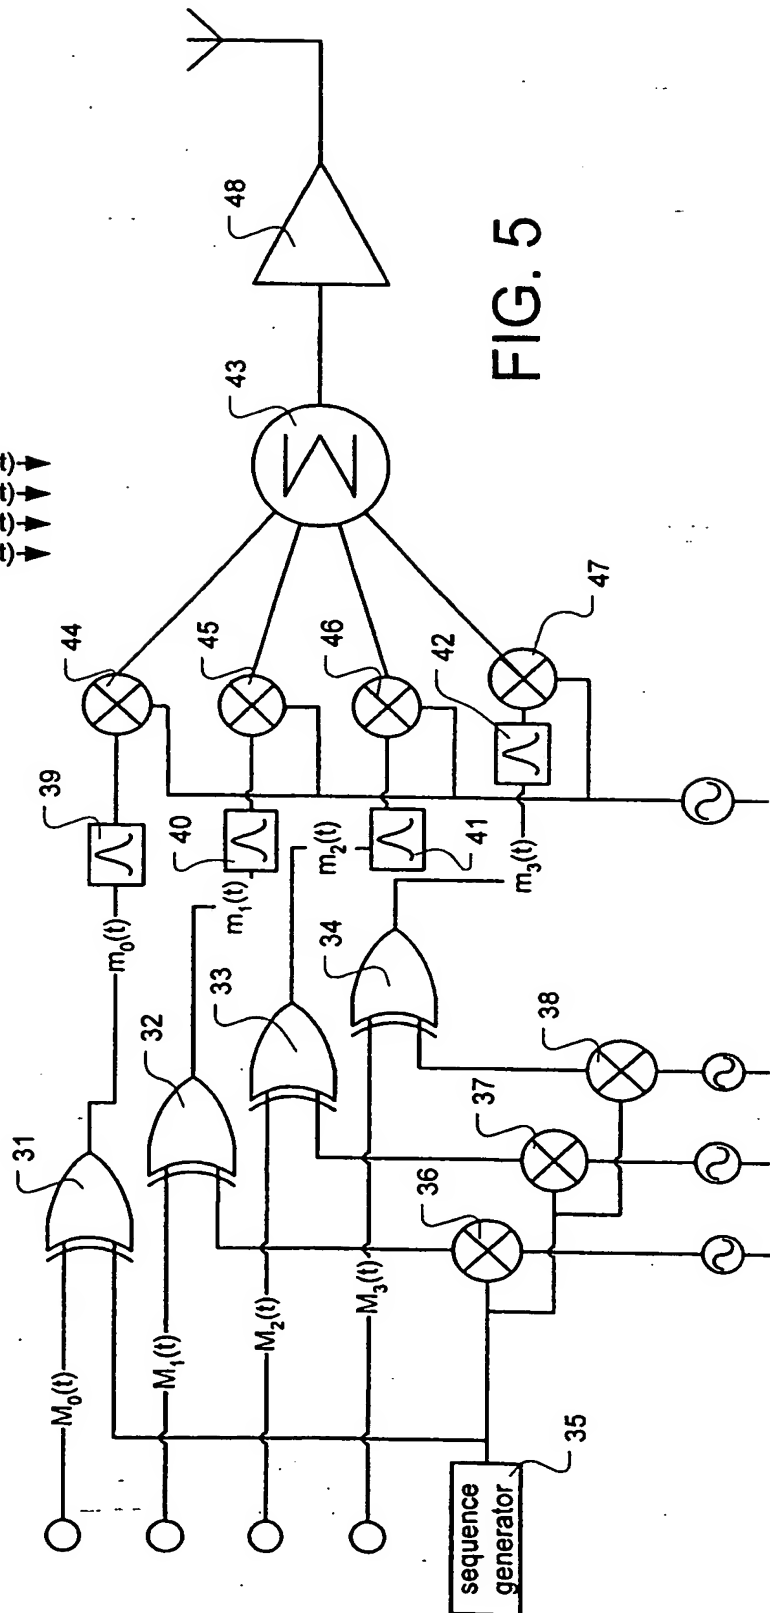 t)
t)
t)
t)
44
45
46
47
43
48
39
40
41
42
m₀(t)
m₁(t)
m₂(t)
m₃(t)
31
32
33
34
36
37
38
M₀(t)
M₁(t)
M₂(t)
M₃(t)
sequence
generator
35
FIG. 5